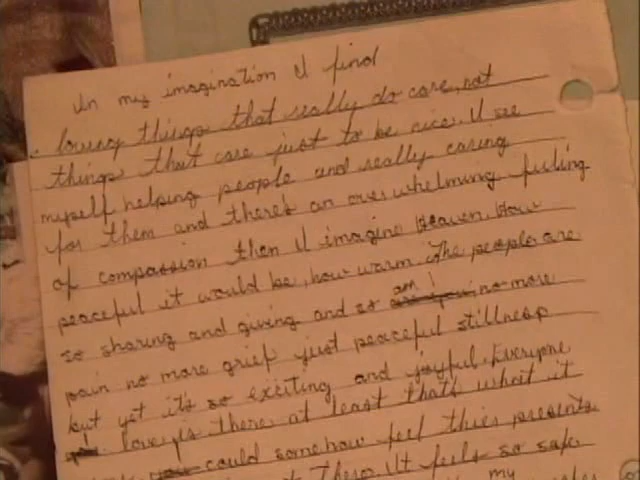 In my imagination I find
loving things that really do care, not
things that care just to be nice. I see
myself helping people and really caring
for them and there's an overwhelming feeling
of compassion then I imagine Heaven. How
peaceful it would be, how warm. The people are
so sharing and giving and so am I no more
pain no more grief just peaceful stillness
but yet it's so exciting and joyful. Everyone
loves there at least that's what it
could somehow feel this presents
There. It feels so safe
my